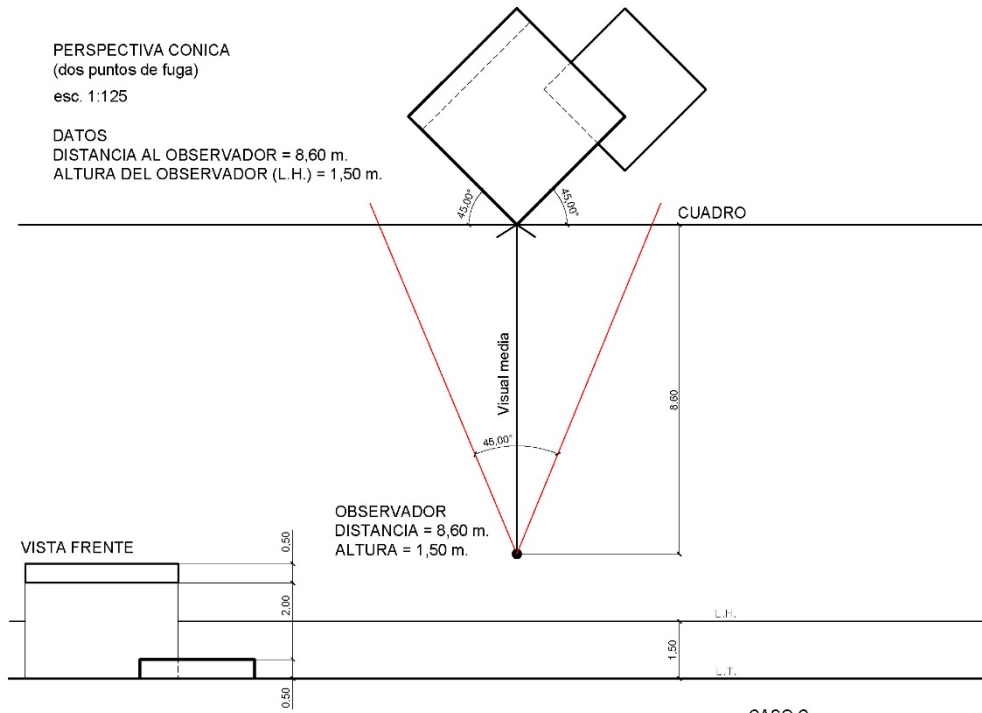 PERSPECTIVA CONICA
(dos puntos de fuga)
esc. 1:125
DATOS
DISTANCIA AL OBSERVADOR = 8,60 m.
ALTURA DEL OBSERVADOR (L.H.) = 1,50 m.
45,00°
45,00°
CUADRO
Visual media
8.60
45,00°
OBSERVADOR
DISTANCIA = 8,60 m.
ALTURA = 1,50 m.
VISTA FRENTE
0,50
2,00
0,50
L.H.
1.50
L.T.